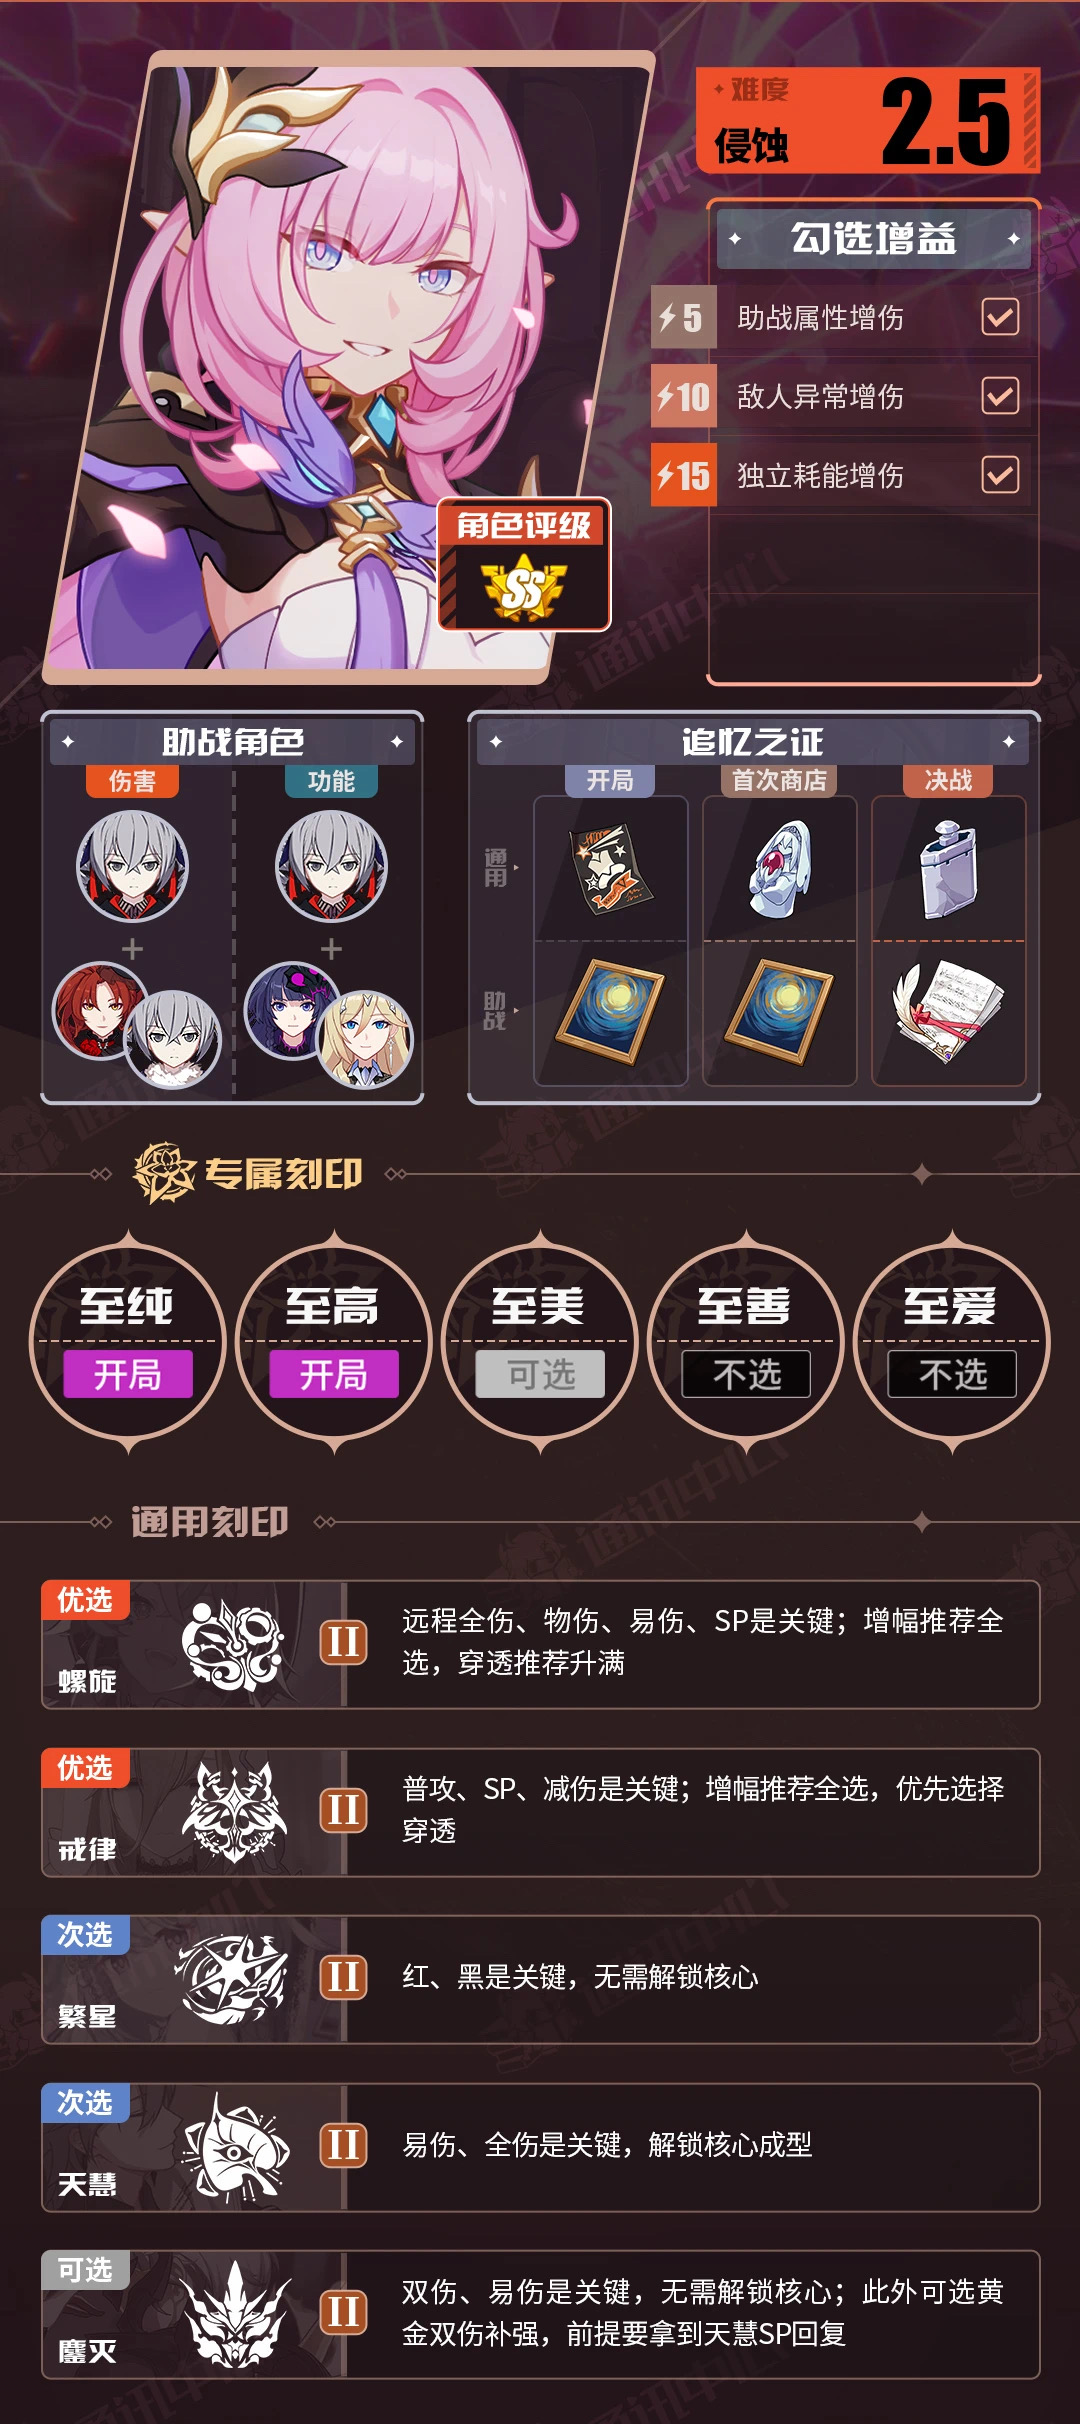 难度
侵蚀
2.5
勾选增益
5 助战属性增伤
10 敌人异常增伤
15 独立耗能增伤
角色评级
SS
助战角色
伤害
功能
追忆之证
开局
首次商店
决战
通用
助战
专属刻印
至纯
开局
至高
开局
至美
可选
至善
不选
至爱
不选
通用刻印
优选
螺旋
II
远程全伤、物伤、易伤、SP是关键；增幅推荐全
选，穿透推荐升满
优选
戒律
II
普攻、SP、减伤是关键；增幅推荐全选，优先选择
穿透
次选
繁星
II
红、黑是关键，无需解锁核心
次选
天慧
II
易伤、全伤是关键，解锁核心成型
可选
鏖灭
II
双伤、易伤是关键，无需解锁核心；此外可选黄
金双伤补强，前提要拿到天慧SP回复
通讯中心